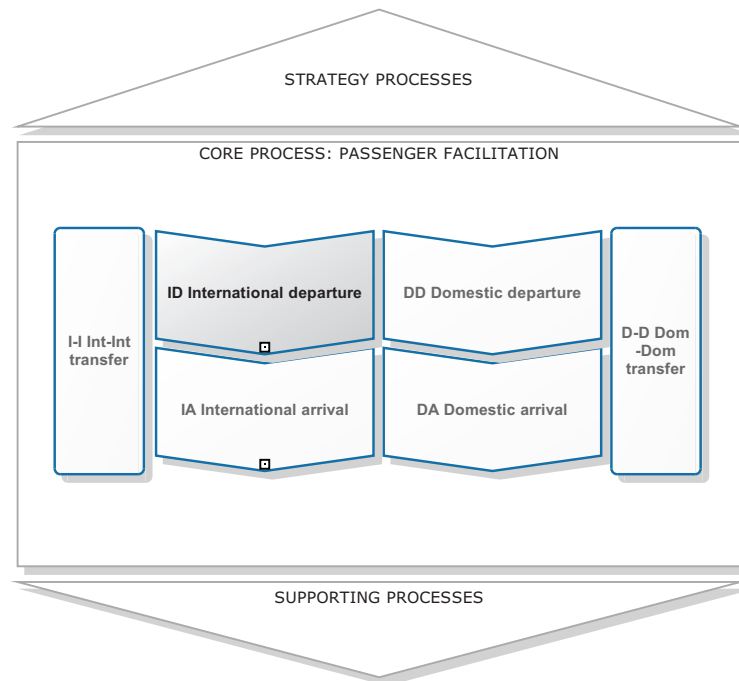 STRATEGY PROCESSES
CORE PROCESS: PASSENGER FACILITATION
I-I Int-Int
transfer
ID International departure
DD Domestic departure
D-D Dom
-Dom
transfer
IA International arrival
DA Domestic arrival
SUPPORTING PROCESSES